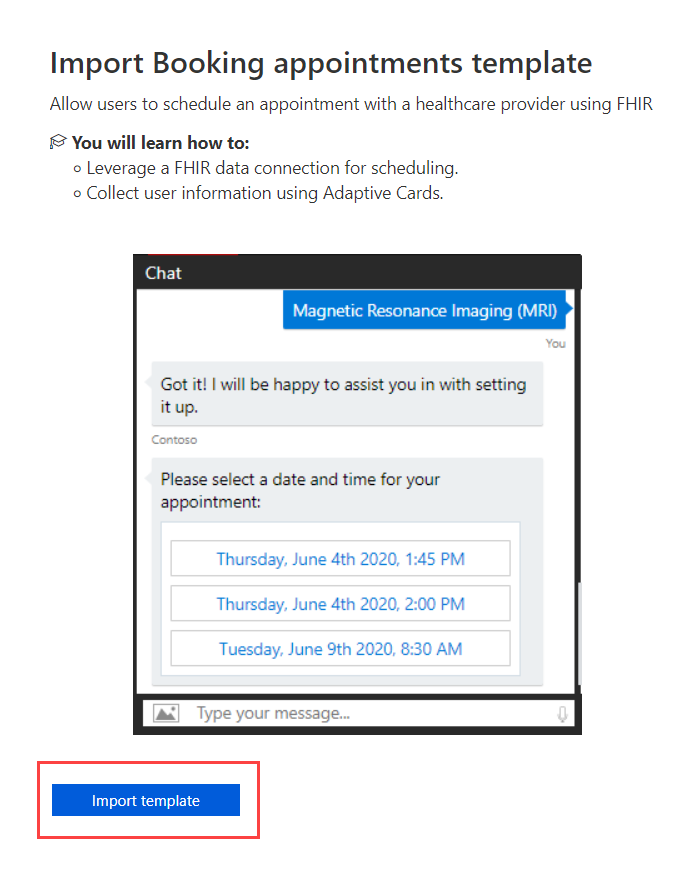 Import Booking appointments template
Allow users to schedule an appointment with a healthcare provider using FHIR
You will learn how to:
Leverage a FHIR data connection for scheduling.
Collect user information using Adaptive Cards.
Chat
Magnetic Resonance Imaging (MRI)
You
Got it! I will be happy to assist you in with setting
it up.
Contoso
Please select a date and time for your
appointment:
Thursday, June 4th 2020, 1:45 PM
Thursday, June 4th 2020, 2:00 PM
Tuesday, June 9th 2020, 8:30 AM
Type your message...
Import template